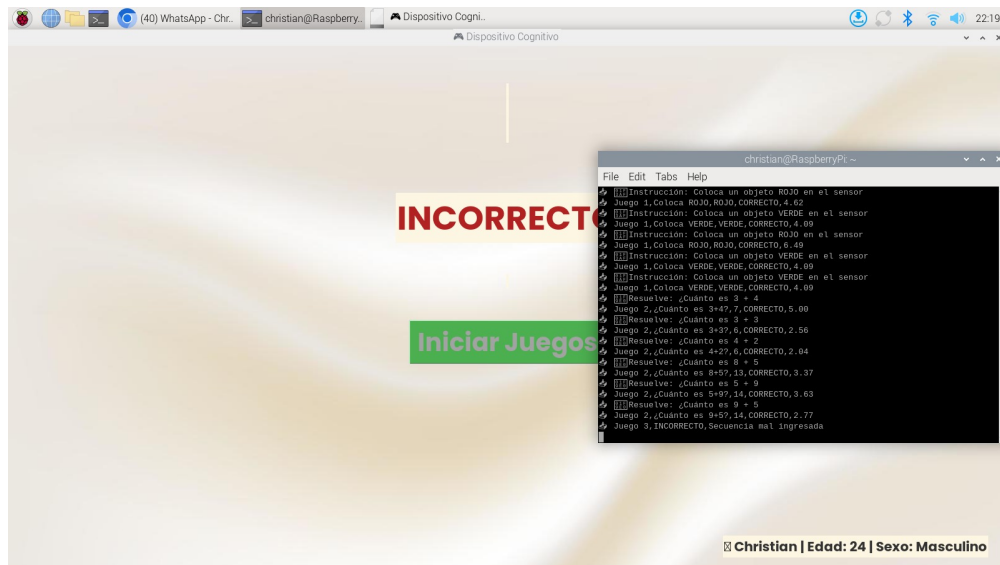 (40) WhatsApp - Chr..
christian@Raspberry..
Dispositivo Cogni..
22:19
Dispositivo Cognitivo
christian@RaspberryPi: ~
File Edit Tabs Help
Instrucción: Coloca un objeto ROJO en el sensor
Juego 1,Coloca ROJO,ROJO,CORRECTO,4.62
Instrucción: Coloca un objeto VERDE en el sensor
Juego 1,Coloca VERDE,VERDE,CORRECTO,4.09
Instrucción: Coloca un objeto ROJO en el sensor
Juego 1,Coloca ROJO,ROJO,CORRECTO,6.49
Instrucción: Coloca un objeto VERDE en el sensor
Juego 1,Coloca VERDE,VERDE,CORRECTO,4.09
Instrucción: Coloca un objeto VERDE en el sensor
Juego 1,Coloca VERDE,VERDE,CORRECTO,4.09
Resuelve: ¿Cuánto es 3 + 4
Juego 2,¿Cuánto es 3+4?,7,CORRECTO,5.00
Resuelve: ¿Cuánto es 3 + 3
Juego 2,¿Cuánto es 3+3?,6,CORRECTO,2.56
Resuelve: ¿Cuánto es 4 + 2
Juego 2,¿Cuánto es 4+2?,6,CORRECTO,2.04
Resuelve: ¿Cuánto es 8 + 5
Juego 2,¿Cuánto es 8+5?,13,CORRECTO,3.37
Resuelve: ¿Cuánto es 5 + 9
Juego 2,¿Cuánto es 5+9?,14,CORRECTO,3.63
Resuelve: ¿Cuánto es 9 + 5
Juego 2,¿Cuánto es 9+5?,14,CORRECTO,2.77
Juego 3,INCORRECTO,Secuencia mal ingresada
INCORRECTO
Iniciar Juegos
Christian | Edad: 24 | Sexo: Masculino